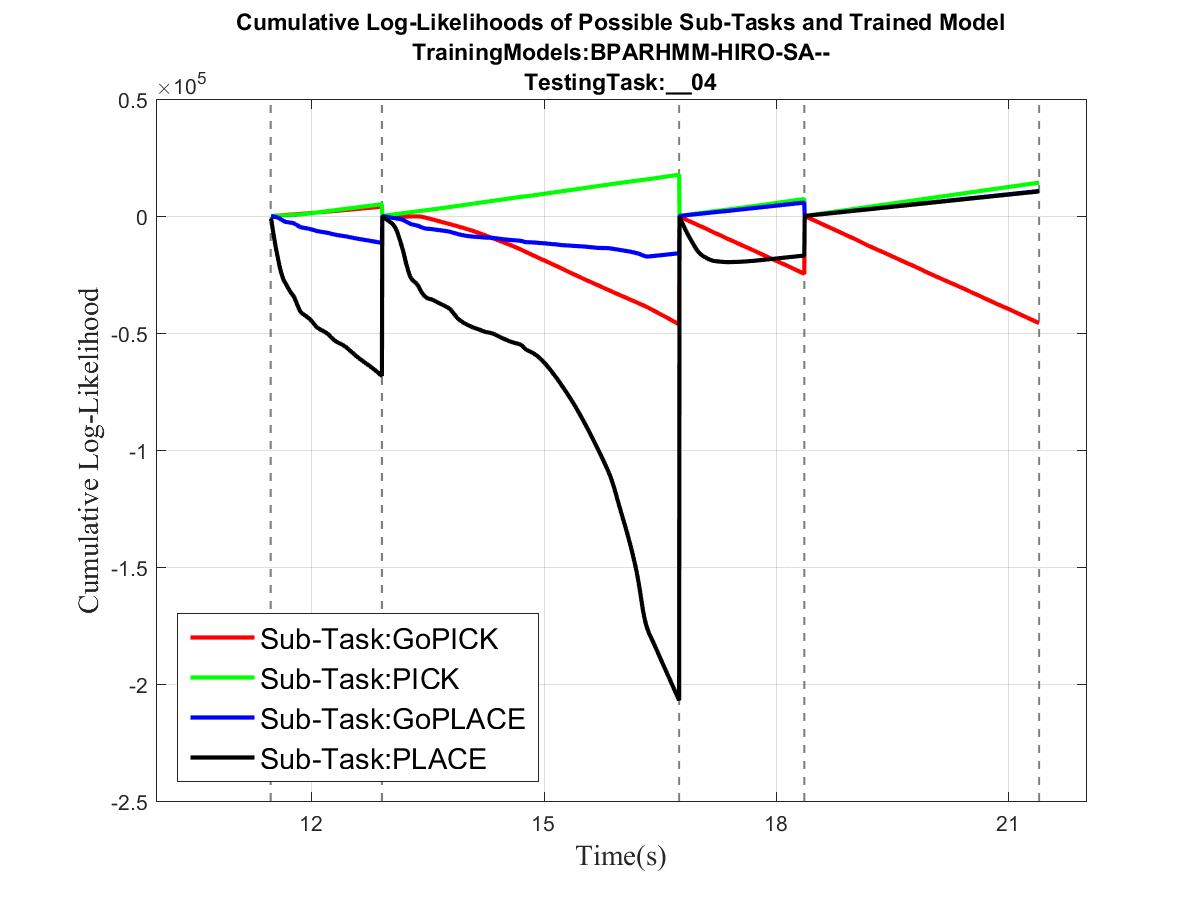 Cumulative Log-Likelihoods of Possible Sub-Tasks and Trained Model
TrainingModels:BPARHMM-HIRO-SA--
TestingTask:__04
×10^5
0.5
0
-0.5
-1
-1.5
-2
-2.5
Cumulative Log-Likelihood
Sub-Task:GoPICK
Sub-Task:PICK
Sub-Task:GoPLACE
Sub-Task:PLACE
12 15 18 21
Time(s)